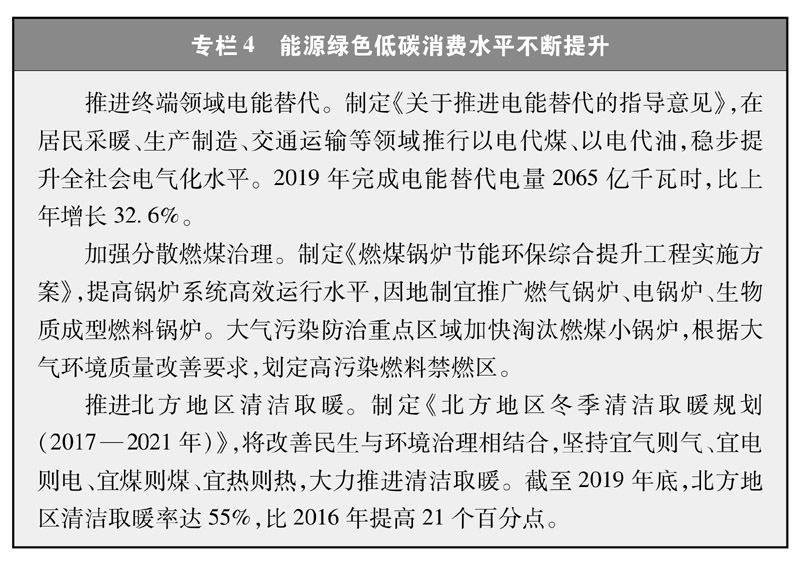 专栏4 能源绿色低碳消费水平不断提升
推进终端领域电能替代。制定《关于推进电能替代的指导意见》,在
居民采暖、生产制造、交通运输等领域推行以电代煤、以电代油,稳步提
升全社会电气化水平。2019 年完成电能替代电量 2065 亿千瓦时,比上
年增长 32. 6%。
加强分散燃煤治理。制定《燃煤锅炉节能环保综合提升工程实施方
案》,提高锅炉系统高效运行水平,因地制宜推广燃气锅炉、电锅炉、生物
质成型燃料锅炉。大气污染防治重点区域加快淘汰燃煤小锅炉,根据大
气环境质量改善要求,划定高污染燃料禁燃区。
推进北方地区清洁取暖。制定《北方地区冬季清洁取暖规划
(2017—2021 年)》,将改善民生与环境治理相结合,坚持宜气则气、宜电
则电、宜煤则煤、宜热则热,大力推进清洁取暖。截至 2019 年底,北方地
区清洁取暖率达 55%,比 2016 年提高 21 个百分点。